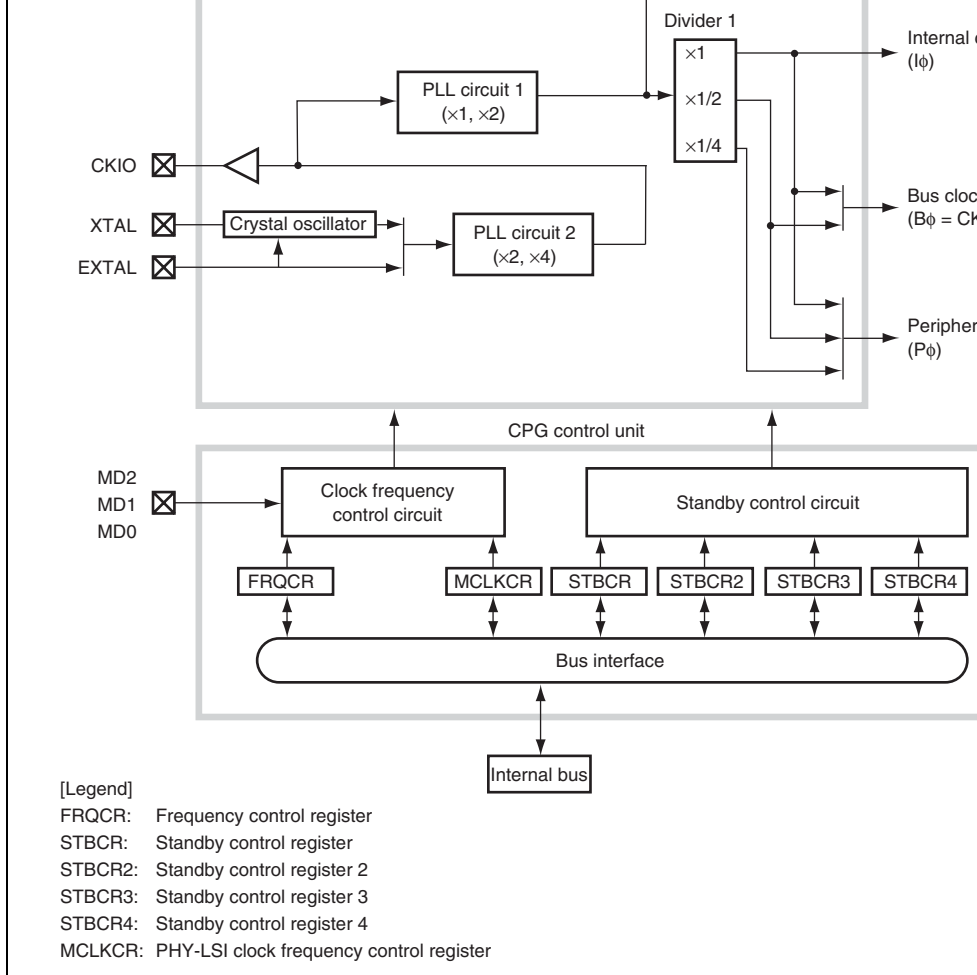 Divider 1
Internal
(Iϕ)
×1
PLL circuit 1
(×1, ×2)
×1/2
×1/4
CKIO
Bus
(Bϕ =
XTAL
Crystal oscillator
PLL circuit 2
(×2, ×4)
EXTAL
(Pϕ)
CPG control unit
MD2
MD1
MD0
Clock frequency
control circuit
Standby control circuit
FRQCR
MCLKCR
STBCR
STBCR2
STBCR3
STBCR4
Bus interface
Internal bus
[Legend]
FRQCR: Frequency control register
STBCR: Standby control register
STBCR2: Standby control register 2
STBCR3: Standby control register 3
STBCR4: Standby control register 4
MCLKCR: PHY-LSI clock frequency control register